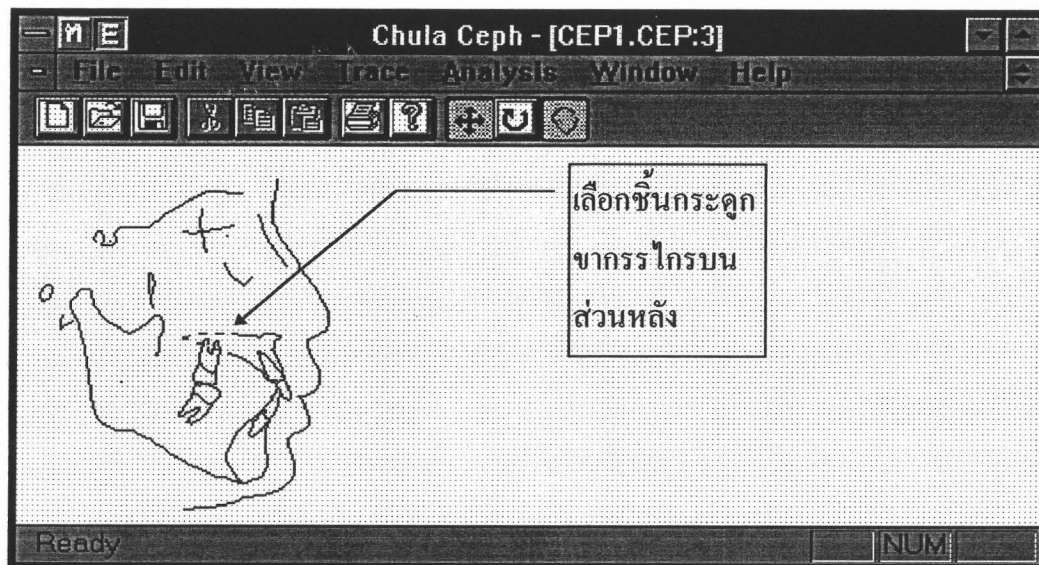 ฅ E Chula Ceph - [CEP1.CEP:3]
File Edit View Trace Analysis Window Help
เลือกชิ้นกระดูก
ขากรรไกรบน
ส่วนหลัง
Ready NUM